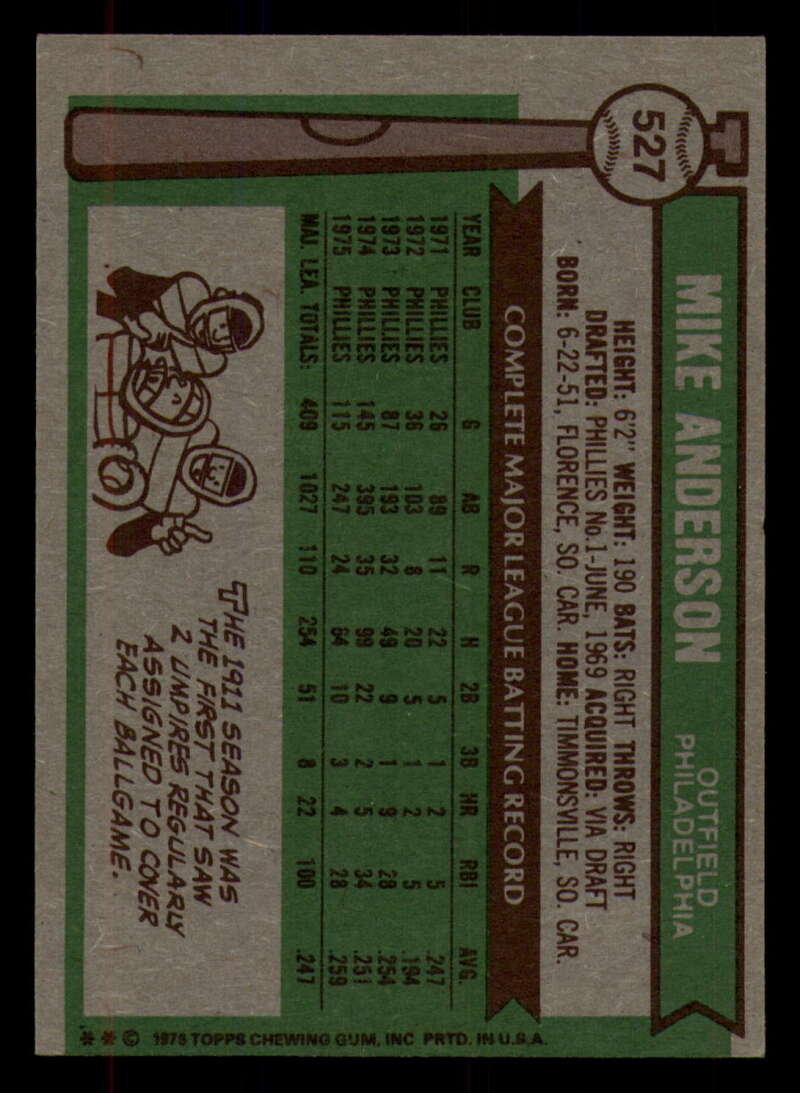 527
MIKE ANDERSON
OUTFIELD
PHILADELPHIA
HEIGHT: 6'2" WEIGHT: 190 BATS: RIGHT THROWS: RIGHT
DRAFTED: PHILLIES No.1-JUNE, 1969 ACQUIRED: VIA DRAFT
BORN: 6-22-51, FLORENCE, SO. CAR. HOME: TIMMONSVILLE, SO. CAR.
COMPLETE MAJOR LEAGUE BATTING RECORD
YEAR CLUB G AB R H 2B 3B HR RBI AVG.
1971 PHILLIES 26 89 11 22 5 1 2 5 .247
1972 PHILLIES 36 103 8 20 5 1 2 5 .194
1973 PHILLIES 87 193 32 49 9 1 9 28 .254
1974 PHILLIES 145 395 35 99 22 2 5 34 .251
1975 PHILLIES 115 247 24 64 10 3 4 28 .259
MAJ. LEA. TOTALS: 409 1027 110 254 51 8 22 100 .247
THE 1911 SEASON WAS
THE FIRST THAT SAW
2 UMPIRES REGULARLY
ASSIGNED TO COVER
EACH BALLGAME.
** © 1976 TOPPS CHEWING GUM, INC PRTD. IN U.S.A.